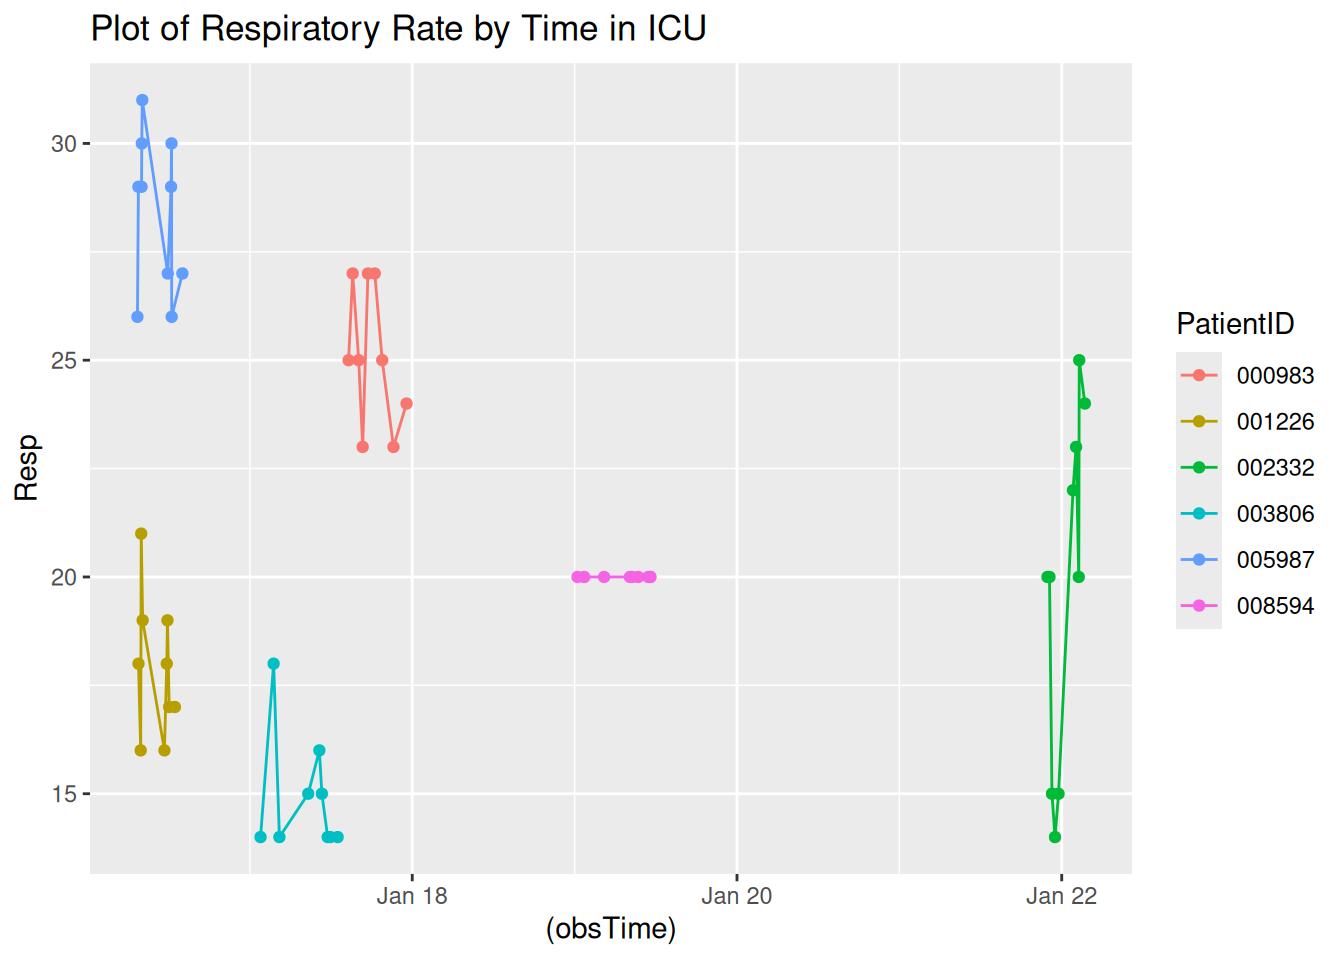 Plot of Respiratory Rate by Time in ICU
30
25
20
15
Resp
Jan 18
Jan 20
Jan 22
(obsTime)
PatientID
000983
001226
002332
003806
005987
008594